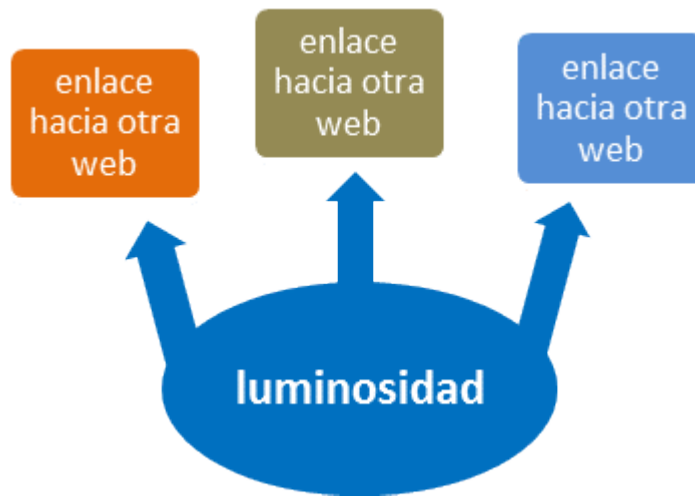 enlace
hacia otra
web
enlace
hacia otra
web
enlace
hacia otra
web
luminosidad